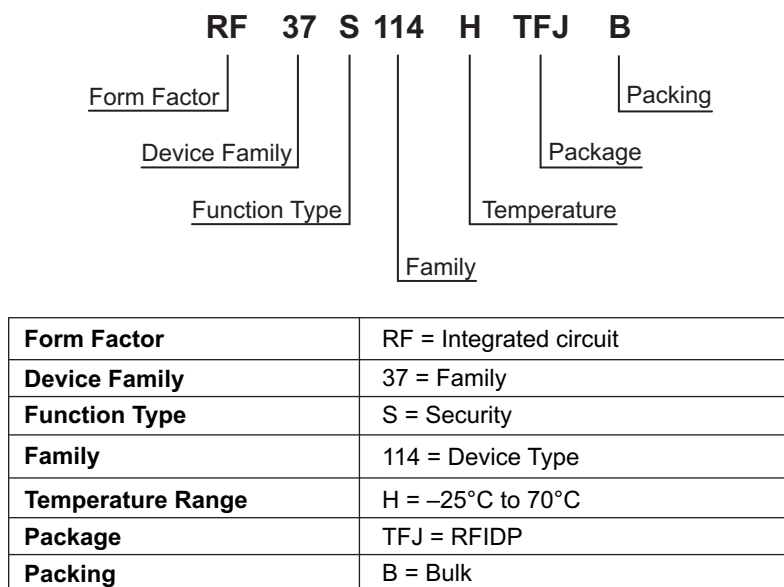 RF 37 S 114 H TFJ B
Form Factor
Packing
Device Family
Package
Function Type
Temperature
Family
Form Factor RF = Integrated circuit
Device Family 37 = Family
Function Type S = Security
Family 114 = Device Type
Temperature Range H = –25°C to 70°C
Package TFJ = RFIDP
Packing B = Bulk